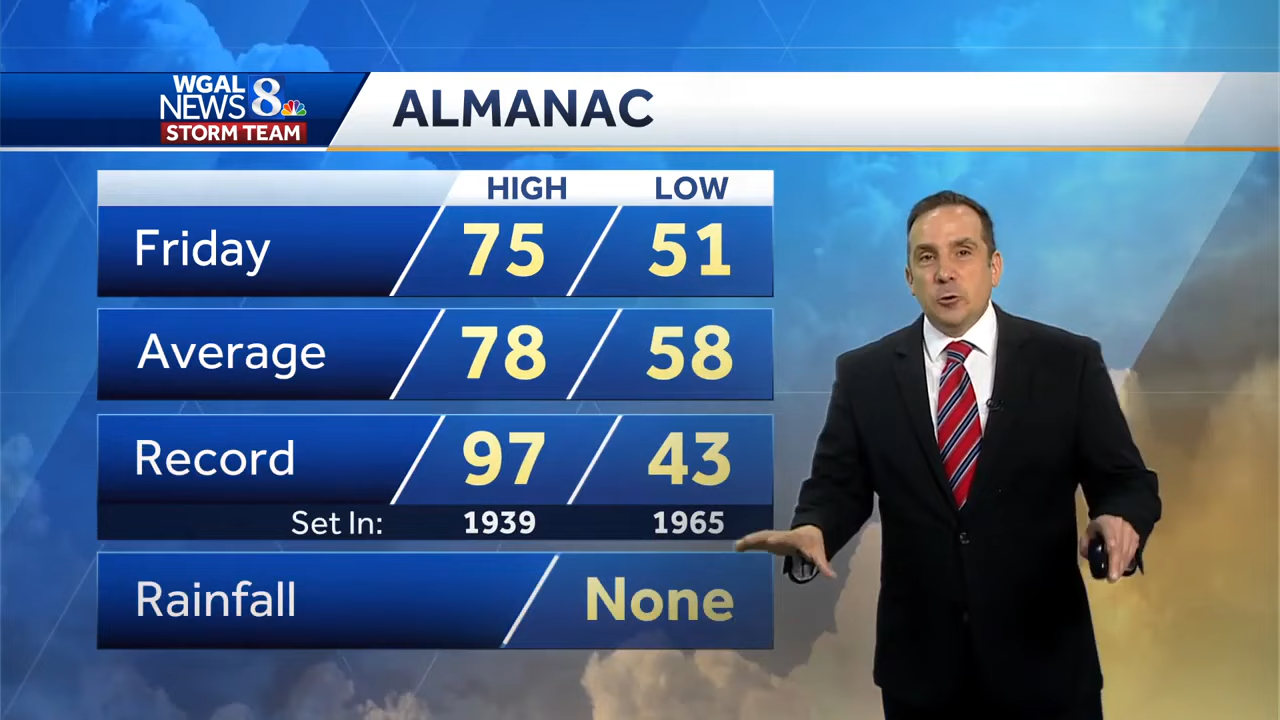 WGAL
NEWS 8
STORM TEAM
ALMANAC
HIGH LOW
Friday 75 51
Average 78 58
Record 97 43
Set In: 1939 1965
Rainfall None